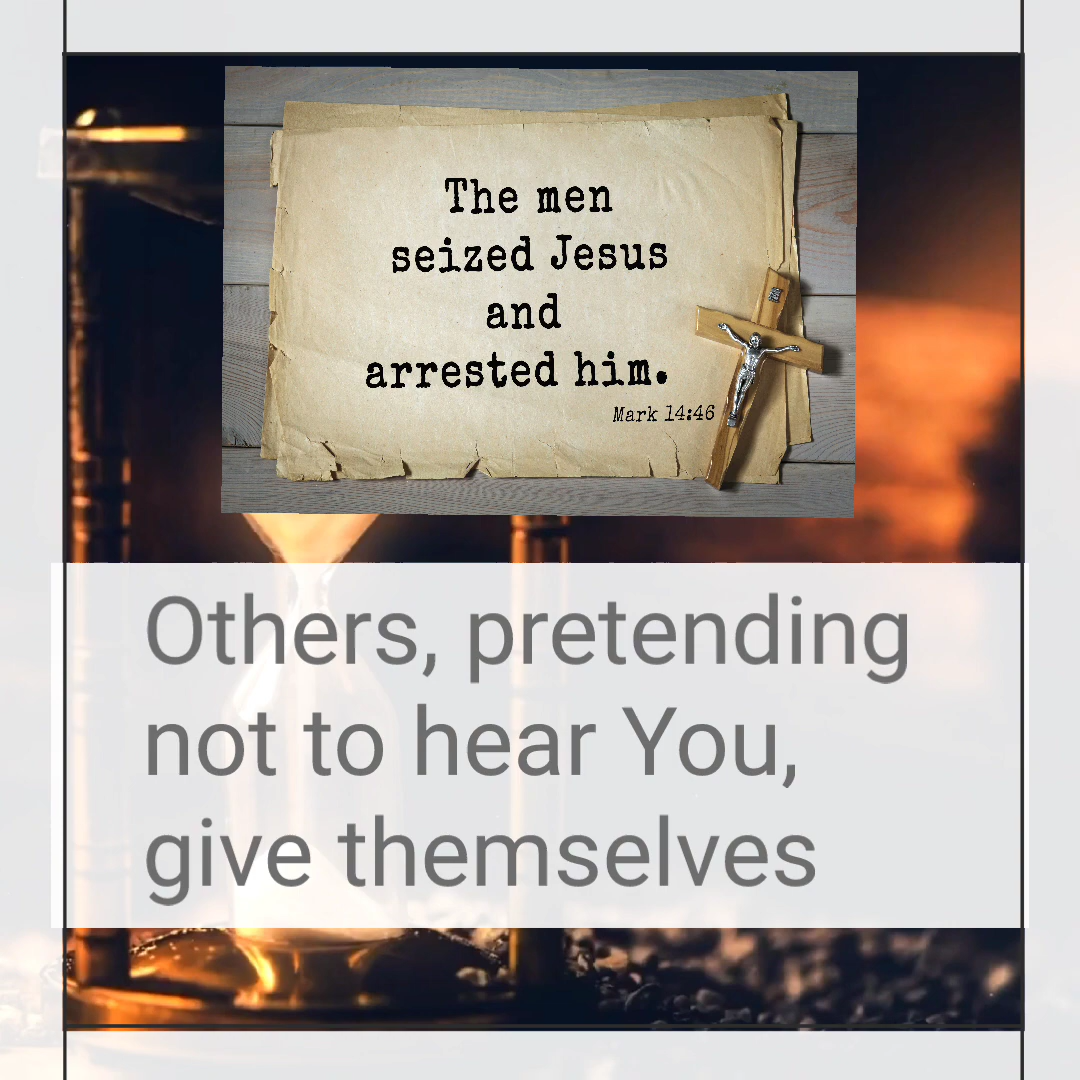 The men
seized Jesus
and
arrested him.
Mark 14:46
Others, pretending
not to hear You,
give themselves